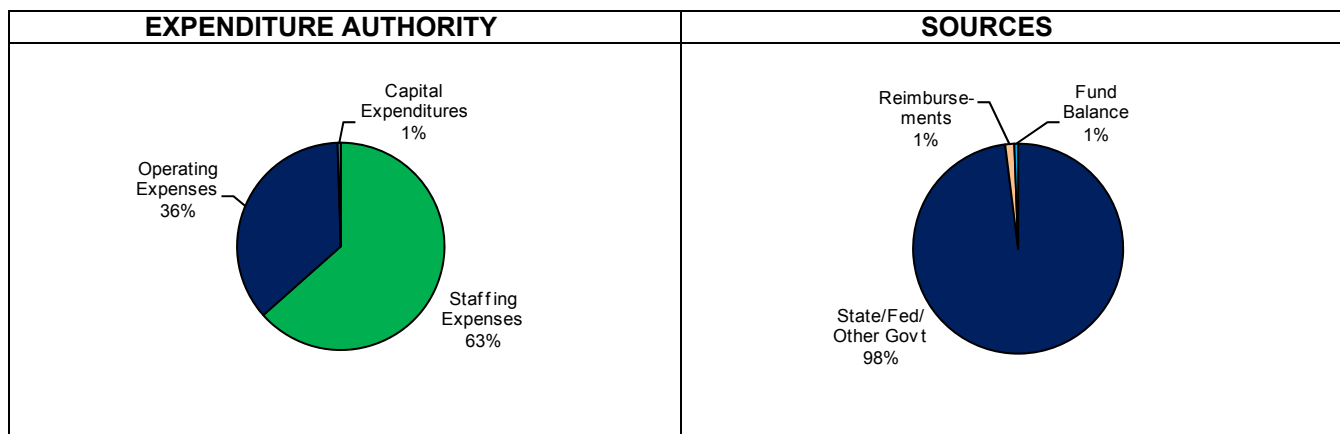 EXPENDITURE AUTHORITY
Capital
Expenditures
1%
Operating
Expenses
36%
Staffing
Expenses
63%
SOURCES
Reimburse-
ments
1%
Fund
Balance
1%
State/Fed/
Other Govt
98%